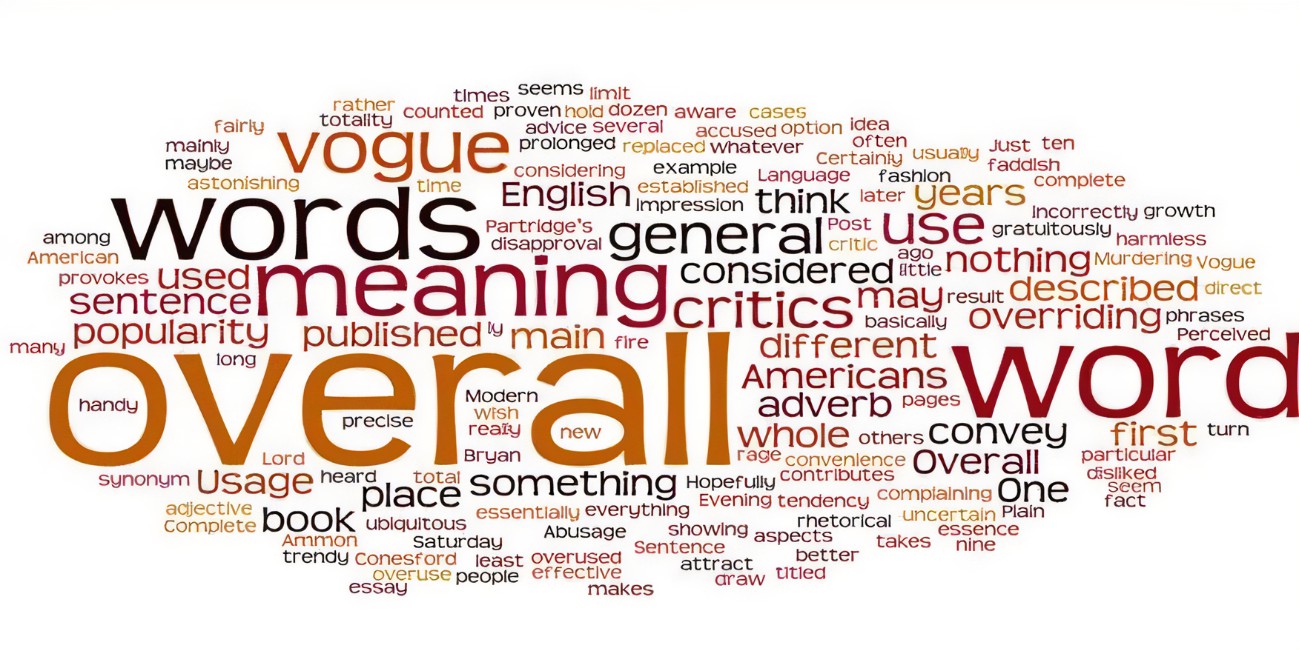 times seems limit
rather counted proven hold dozen aware cases
fairly totality advice several accused option idea
mainly vogue prolonged replaced whatever often Just ten
maybe considering example Certainly usually faddish
astonishing time English established Language fashion complete
words impression think later years
Partridge's general Post use incorrectly growth
among disapproval critic gratuitously harmless
American meaning considered ago little nothing Murdering Vogue
provokes used critics may result described direct
sentence basically overriding phrases
popularity published ly main fire different Perceived
many long overall Americans word
handy precise Modern adverb pages
wish really new whole others convey first turn
Lord Bryan rage convenience Overall particular
synonym Usage heard total something Hopefully contributes disliked
place Evening tendency complaining One seem
adjective essentially everything fact
Complete book ubiquitous rhetorical uncertain Plain
Ammon Saturday Abusage showing aspects takes essence
trendy Conesford least overused Sentence better nine
overuse people effective attract
essay makes draw titled